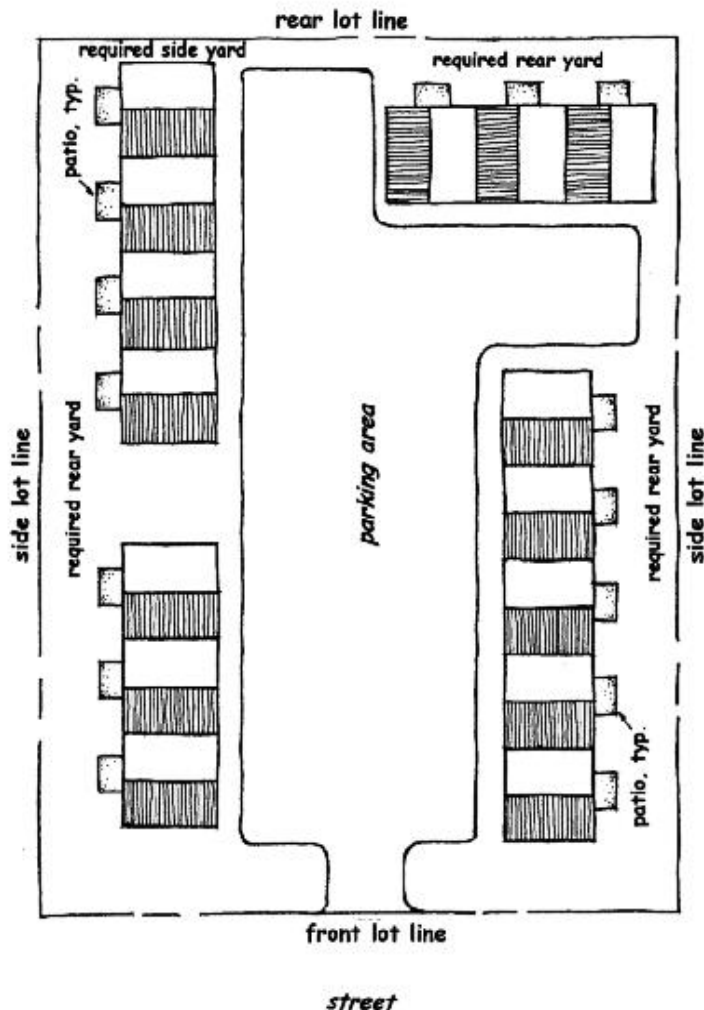 rear lot line
required side yard
required rear yard
patio, typ.
side lot line
required rear yard
parking area
required rear yard
side lot line
patio, typ.
front lot line
street